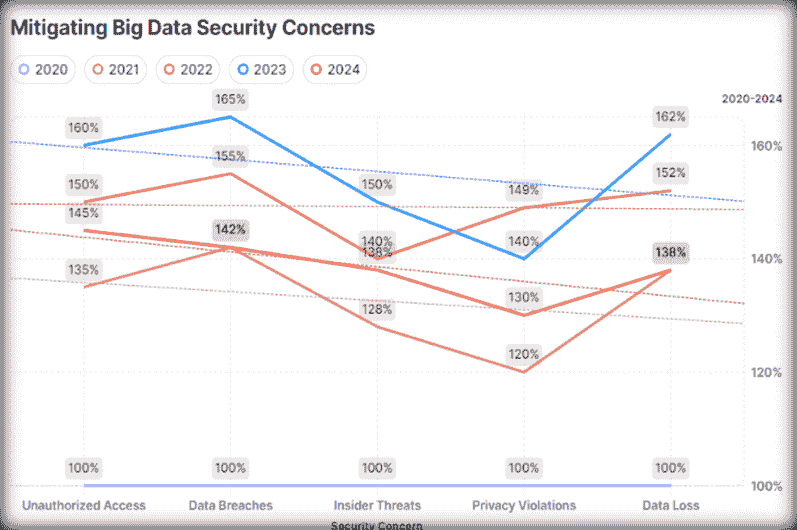 Mitigating Big Data Security Concerns
2020 2021 2022 2023 2024
2020-2024
165%
160% 162% 160%
155%
150% 150% 149% 152%
145%
142%
140% 140% 140%
138% 138%
135%
128% 130%
120% 120%
100% 100% 100% 100% 100% 100%
Unauthorized Access Data Breaches Insider Threats Privacy Violations Data Loss
Security Concern